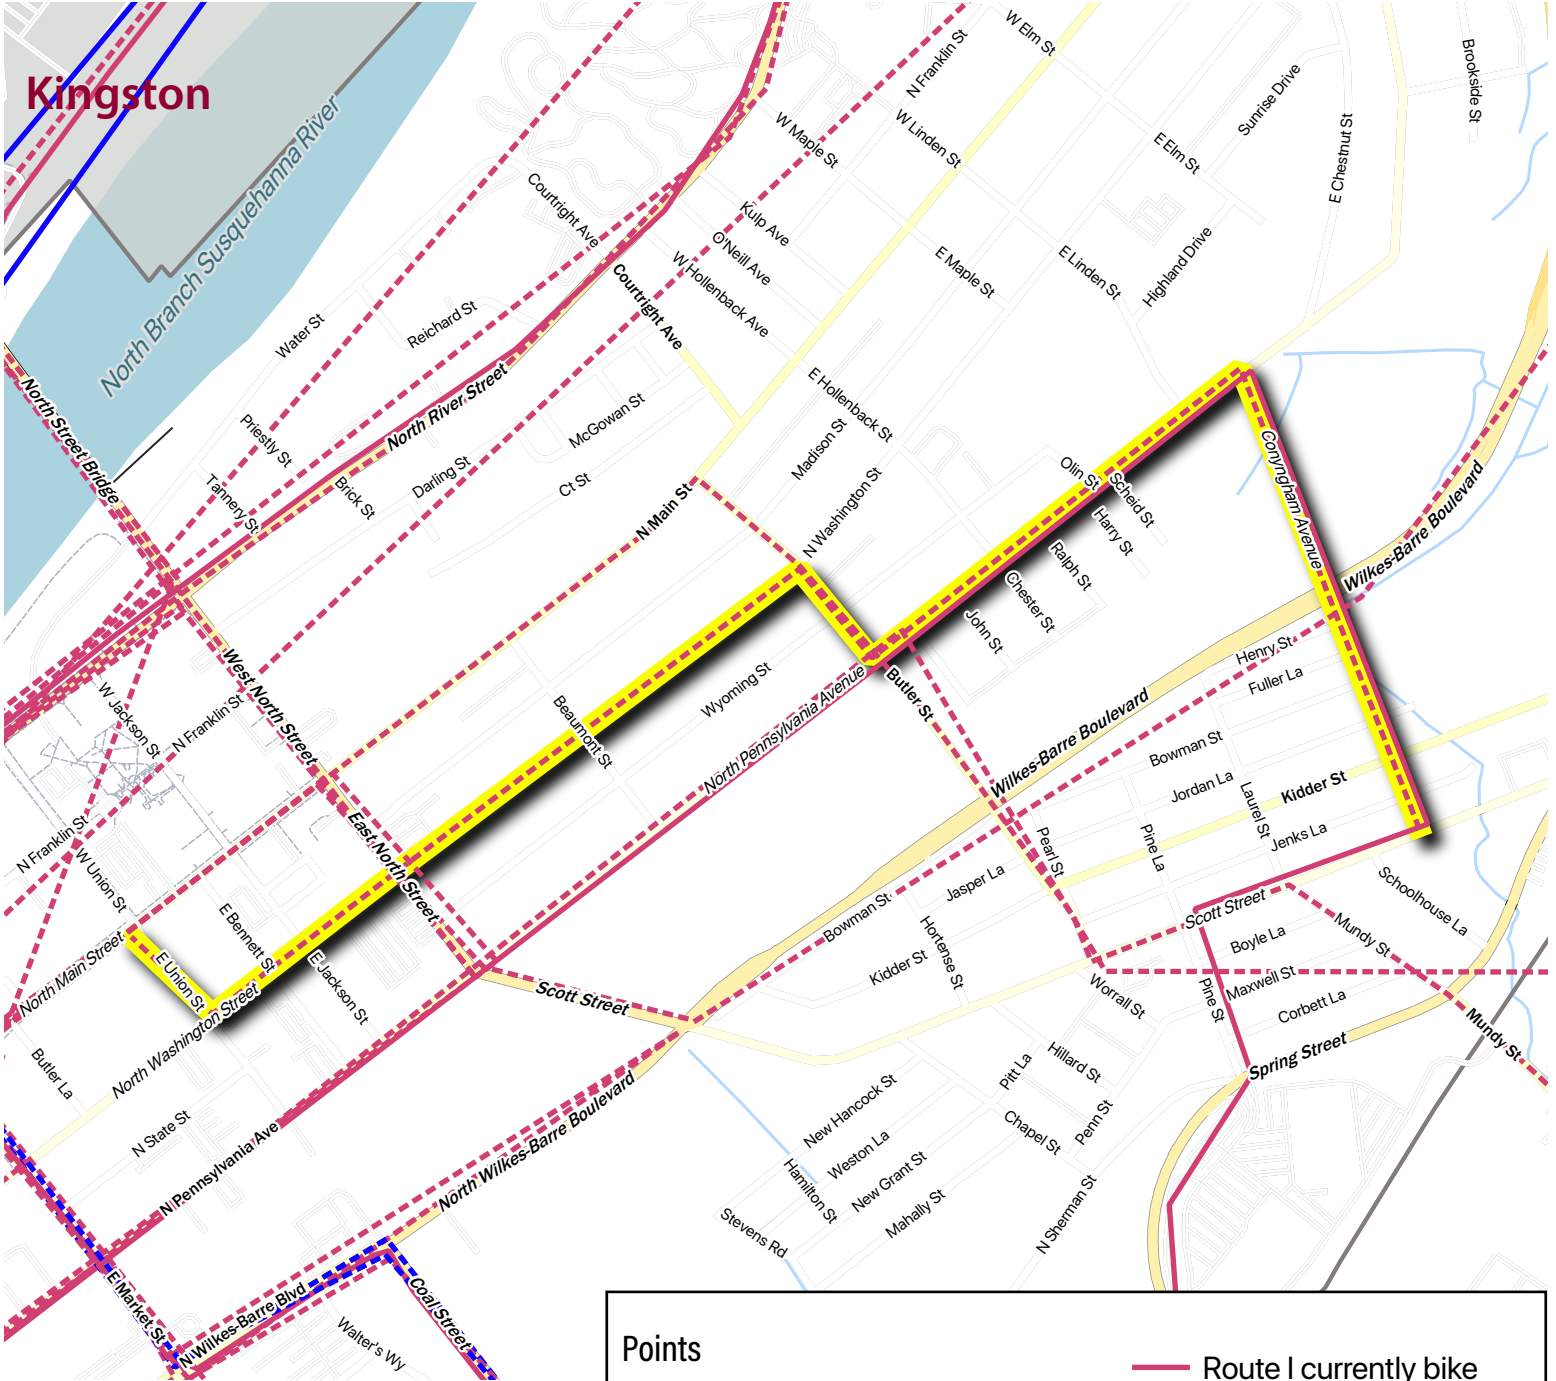 Kingston
North Branch Susquehanna River
W Elm St
N Franklin St
Brookside St
Sunrise Drive
W Maple St
W Linden St
E Elm St
E Chestnut St
Courtright Ave
Kulp Ave
O'Neill Ave
W Hollenback Ave
E Maple St
E Linden St
Highland Drive
Courtright Ave
Water St
Reichard St
North Street Bridge
North River Street
E Hollenback St
Priestly St
McGowan St
Madison St
Darling St
Ct St
Brick St
Tannery St
N Main St
N Washington St
Olin St
Scheid St
Harry St
Conyngham Avenue
Ralph St
Chester St
John St
Wilkes-Barre Boulevard
West North Street
W Jackson St
N Franklin St
Beaumont St
Wyoming St
North Pennsylvania Avenue
Butler St
Henry St
Fuller La
Wilkes-Barre Boulevard
Bowman St
Jordan La
Kidder St
Laurel St
Jenks La
Pine La
Pearl St
N Franklin St
East North Street
W Union St
E Bennett St
E Union St
E Jackson St
North Main Street
North Washington Street
Jasper La
Bowman St
Hortense St
Kidder St
Scott Street
Scott Street
Schoolhouse La
Mundy St
Boyle La
Maxwell St
Corbett La
Worrall St
Pine St
Mundy St
Spring Street
Butler La
N State St
N Pennsylvania Ave
North Wilkes-Barre Boulevard
New Hancock St
Weston La
New Grant St
Mahally St
Hamilton St
Stevens Rd
Pitt La
Hillard St
Chapel St
Penn St
N Sherman St
E Market St
N Wilkes-Barre Blvd
Coal Street
Walter's Wy
Points
Route I currently bike